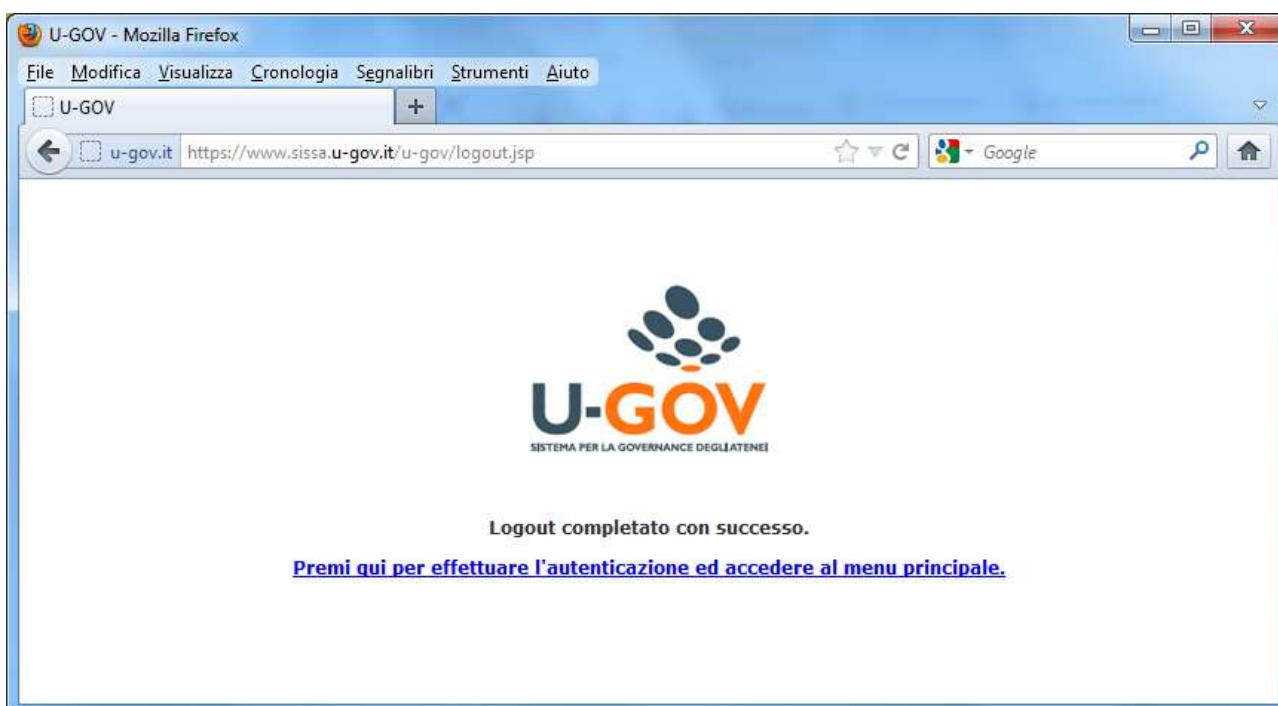 U-GOV - Mozilla Firefox
File Modifica Visualizza Cronologia Segnalibri Strumenti Aiuto
U-GOV
u-gov.it https://www.sissa.u-gov.it/u-gov/logout.jsp Google
U-GOV
SISTEMA PER LA GOVERNANCE DEGLI ATENEI
Logout completato con successo.
Premi qui per effettuare l'autenticazione ed accedere al menu principale.